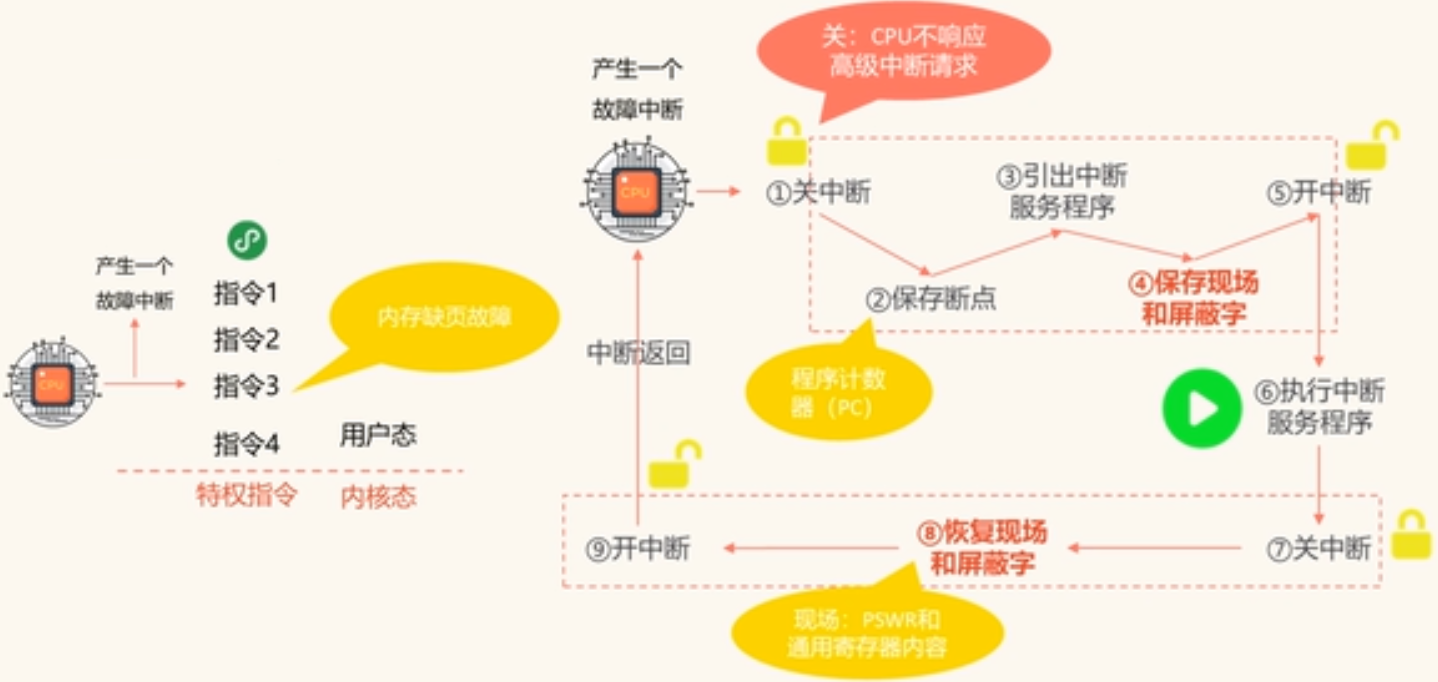 产生一个
故障中断
CPU
指令1
指令2
指令3
指令4
内存缺页故障
用户态
特权指令
内核态
产生一个
故障中断
CPU
关：CPU不响应
高级中断请求
①关中断
②保存断点
程序计数
器（PC）
③引出中断
服务程序
④保存现场
和屏蔽字
⑤开中断
⑥执行中断
服务程序
⑦关中断
⑧恢复现场
和屏蔽字
现场：PSWR和
通用寄存器内容
⑨开中断
中断返回